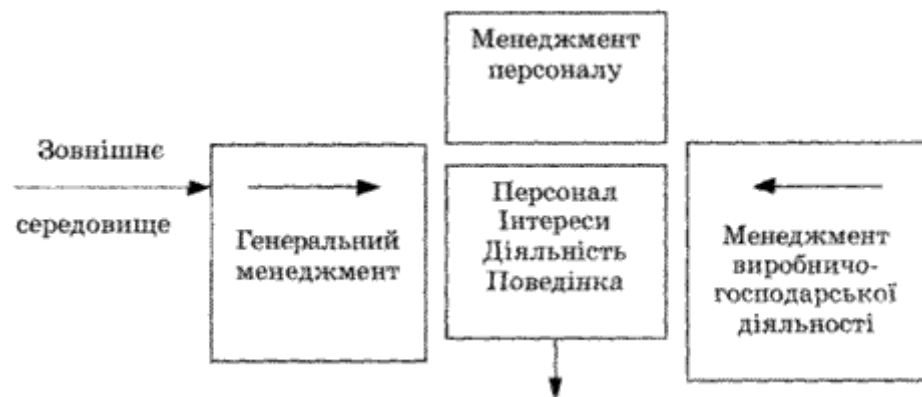 Менеджмент
персоналу
Зовнішнє
середовище
Генеральний
менеджмент
Персонал
Інтереси
Діяльність
Поведінка
Менеджмент
виробничо-
господарської
діяльності